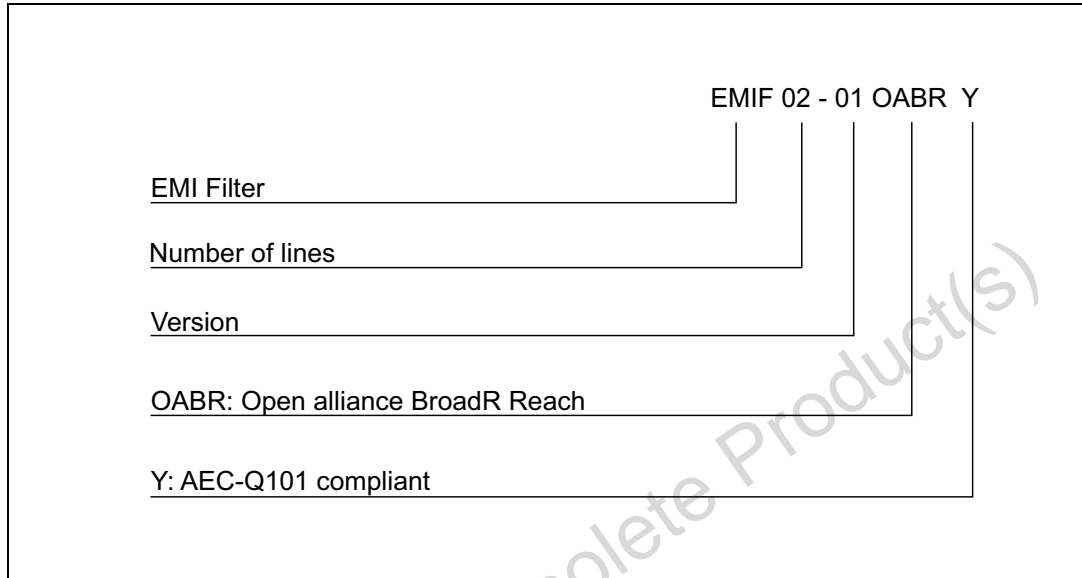 EMIF 02 - 01 OABR Y
EMI Filter
Number of lines
Version
OABR: Open alliance BroadR Reach
Y: AEC-Q101 compliant
olete Product(s)